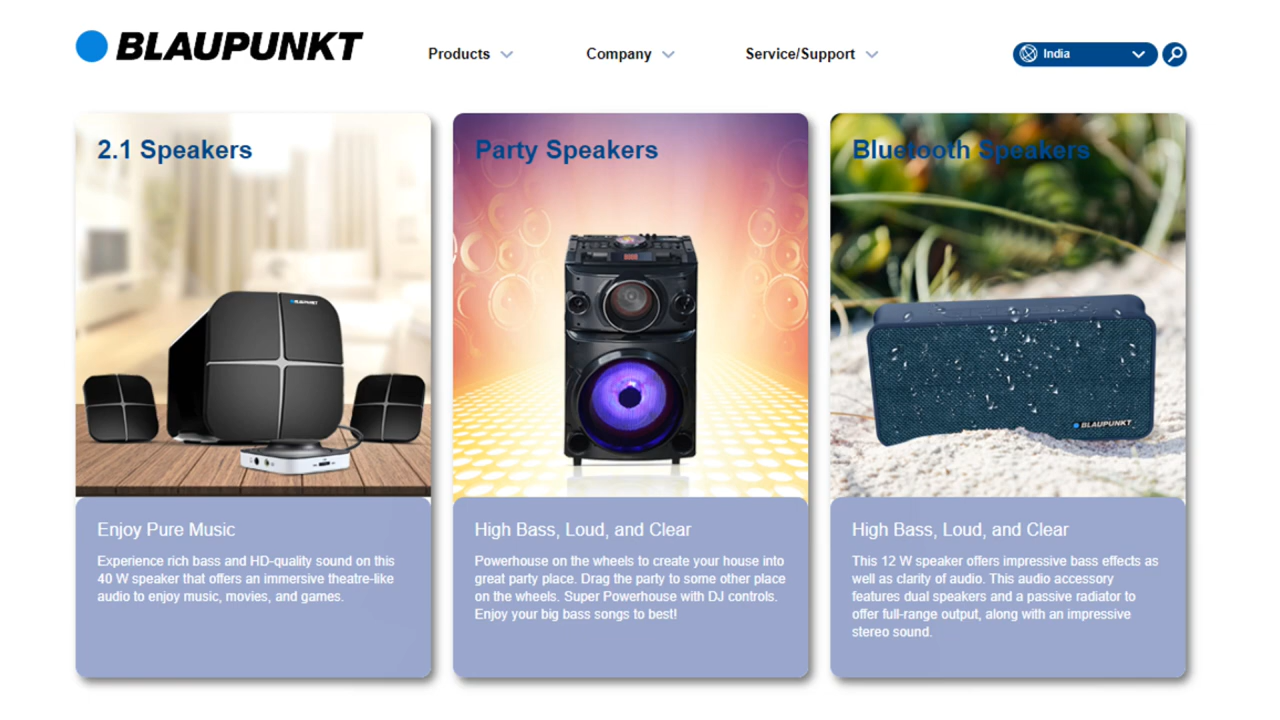 BLAUPUNKT
Products
Company
Service/Support
India
2.1 Speakers
BLAUPUNKT
Enjoy Pure Music
Experience rich bass and HD-quality sound on this
40 W speaker that offers an immersive theatre-like
audio to enjoy music, movies, and games.
Party Speakers
High Bass, Loud, and Clear
Powerhouse on the wheels to create your house into
great party place. Drag the party to some other place
on the wheels. Super Powerhouse with DJ controls.
Enjoy your big bass songs to best!
Bluetooth Speakers
BLAUPUNKT
High Bass, Loud, and Clear
This 12 W speaker offers impressive bass effects as
well as clarity of audio. This audio accessory
features dual speakers and a passive radiator to
offer full-range output, along with an impressive
stereo sound.